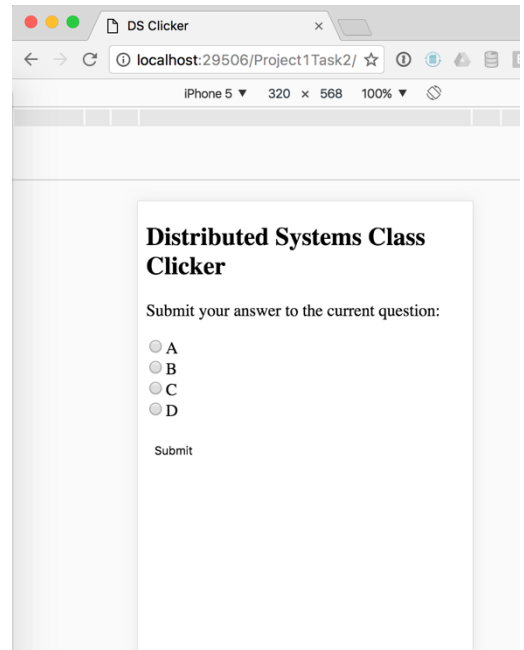 DS Clicker
localhost:29506/Project1Task2/
iPhone 5 ▼ 320 × 568 100% ▼
Distributed Systems Class
Clicker
Submit your answer to the current question:
A
B
C
D
Submit